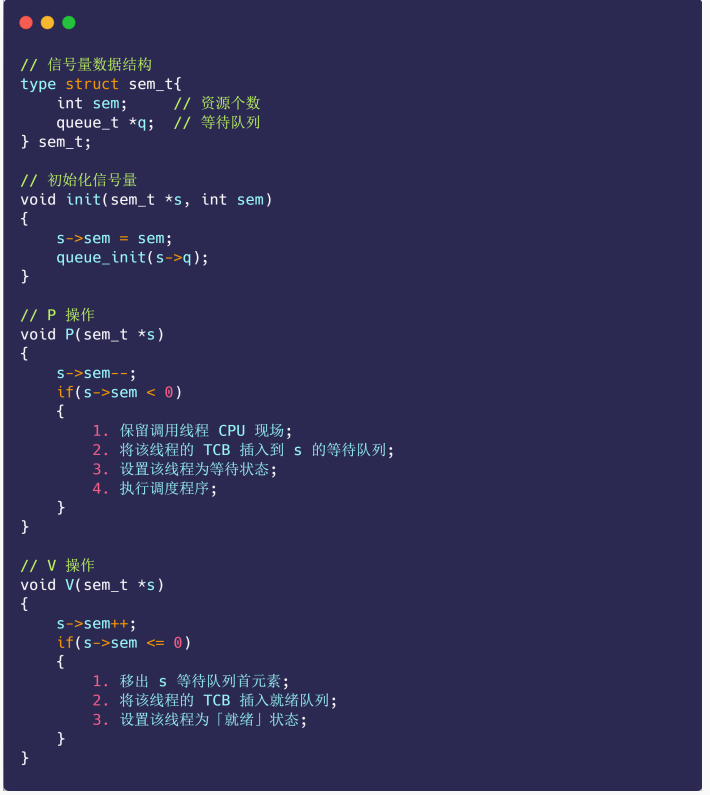 // 信号量数据结构
type struct sem_t{
    int sem;     // 资源个数
    queue_t *q;  // 等待队列
} sem_t;

// 初始化信号量
void init(sem_t *s, int sem)
{
    s->sem = sem;
    queue_init(s->q);
}

// P 操作
void P(sem_t *s)
{
    s->sem--;
    if(s->sem < 0)
    {
        1. 保留调用线程 CPU 现场;
        2. 将该线程的 TCB 插入到 s 的等待队列;
        3. 设置该线程为等待状态;
        4. 执行调度程序;
    }
}

// V 操作
void V(sem_t *s)
{
    s->sem++;
    if(s->sem <= 0)
    {
        1. 移出 s 等待队列首元素;
        2. 将该线程的 TCB 插入就绪队列;
        3. 设置该线程为「就绪」状态;
    }
}